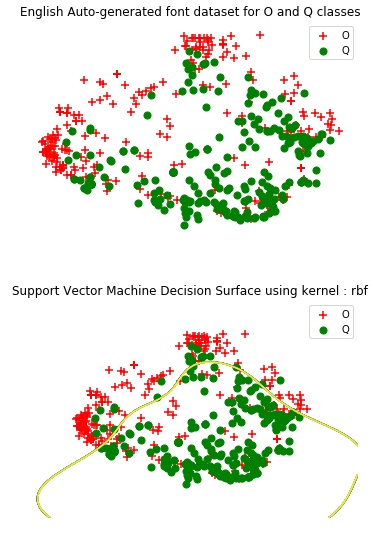 English Auto-generated font dataset for O and Q classes
O
Q
Support Vector Machine Decision Surface using kernel : rbf
O
Q